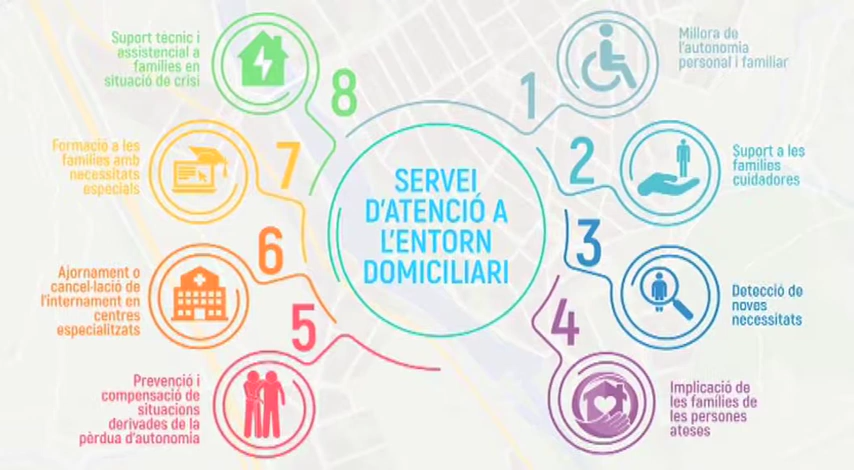 SERVEI
D'ATENCIÓ A
L'ENTORN
DOMICILIARI
1
Millora de
l'autonomia
personal i familiar
2
Suport a les
famílies
cuidadores
3
Detecció de
noves
necessitats
4
Implicació de
les famílies de
les persones
ateses
5
Prevenció i
compensació de
situacions
derivades de la
pèrdua d'autonomia
6
Ajornament o
cancel·lació de
l'internament en
centres
especialitzats
7
Formació a les
famílies amb
necessitats
especials
8
Suport tècnic i
assistencial a
famílies en
situació de crisi